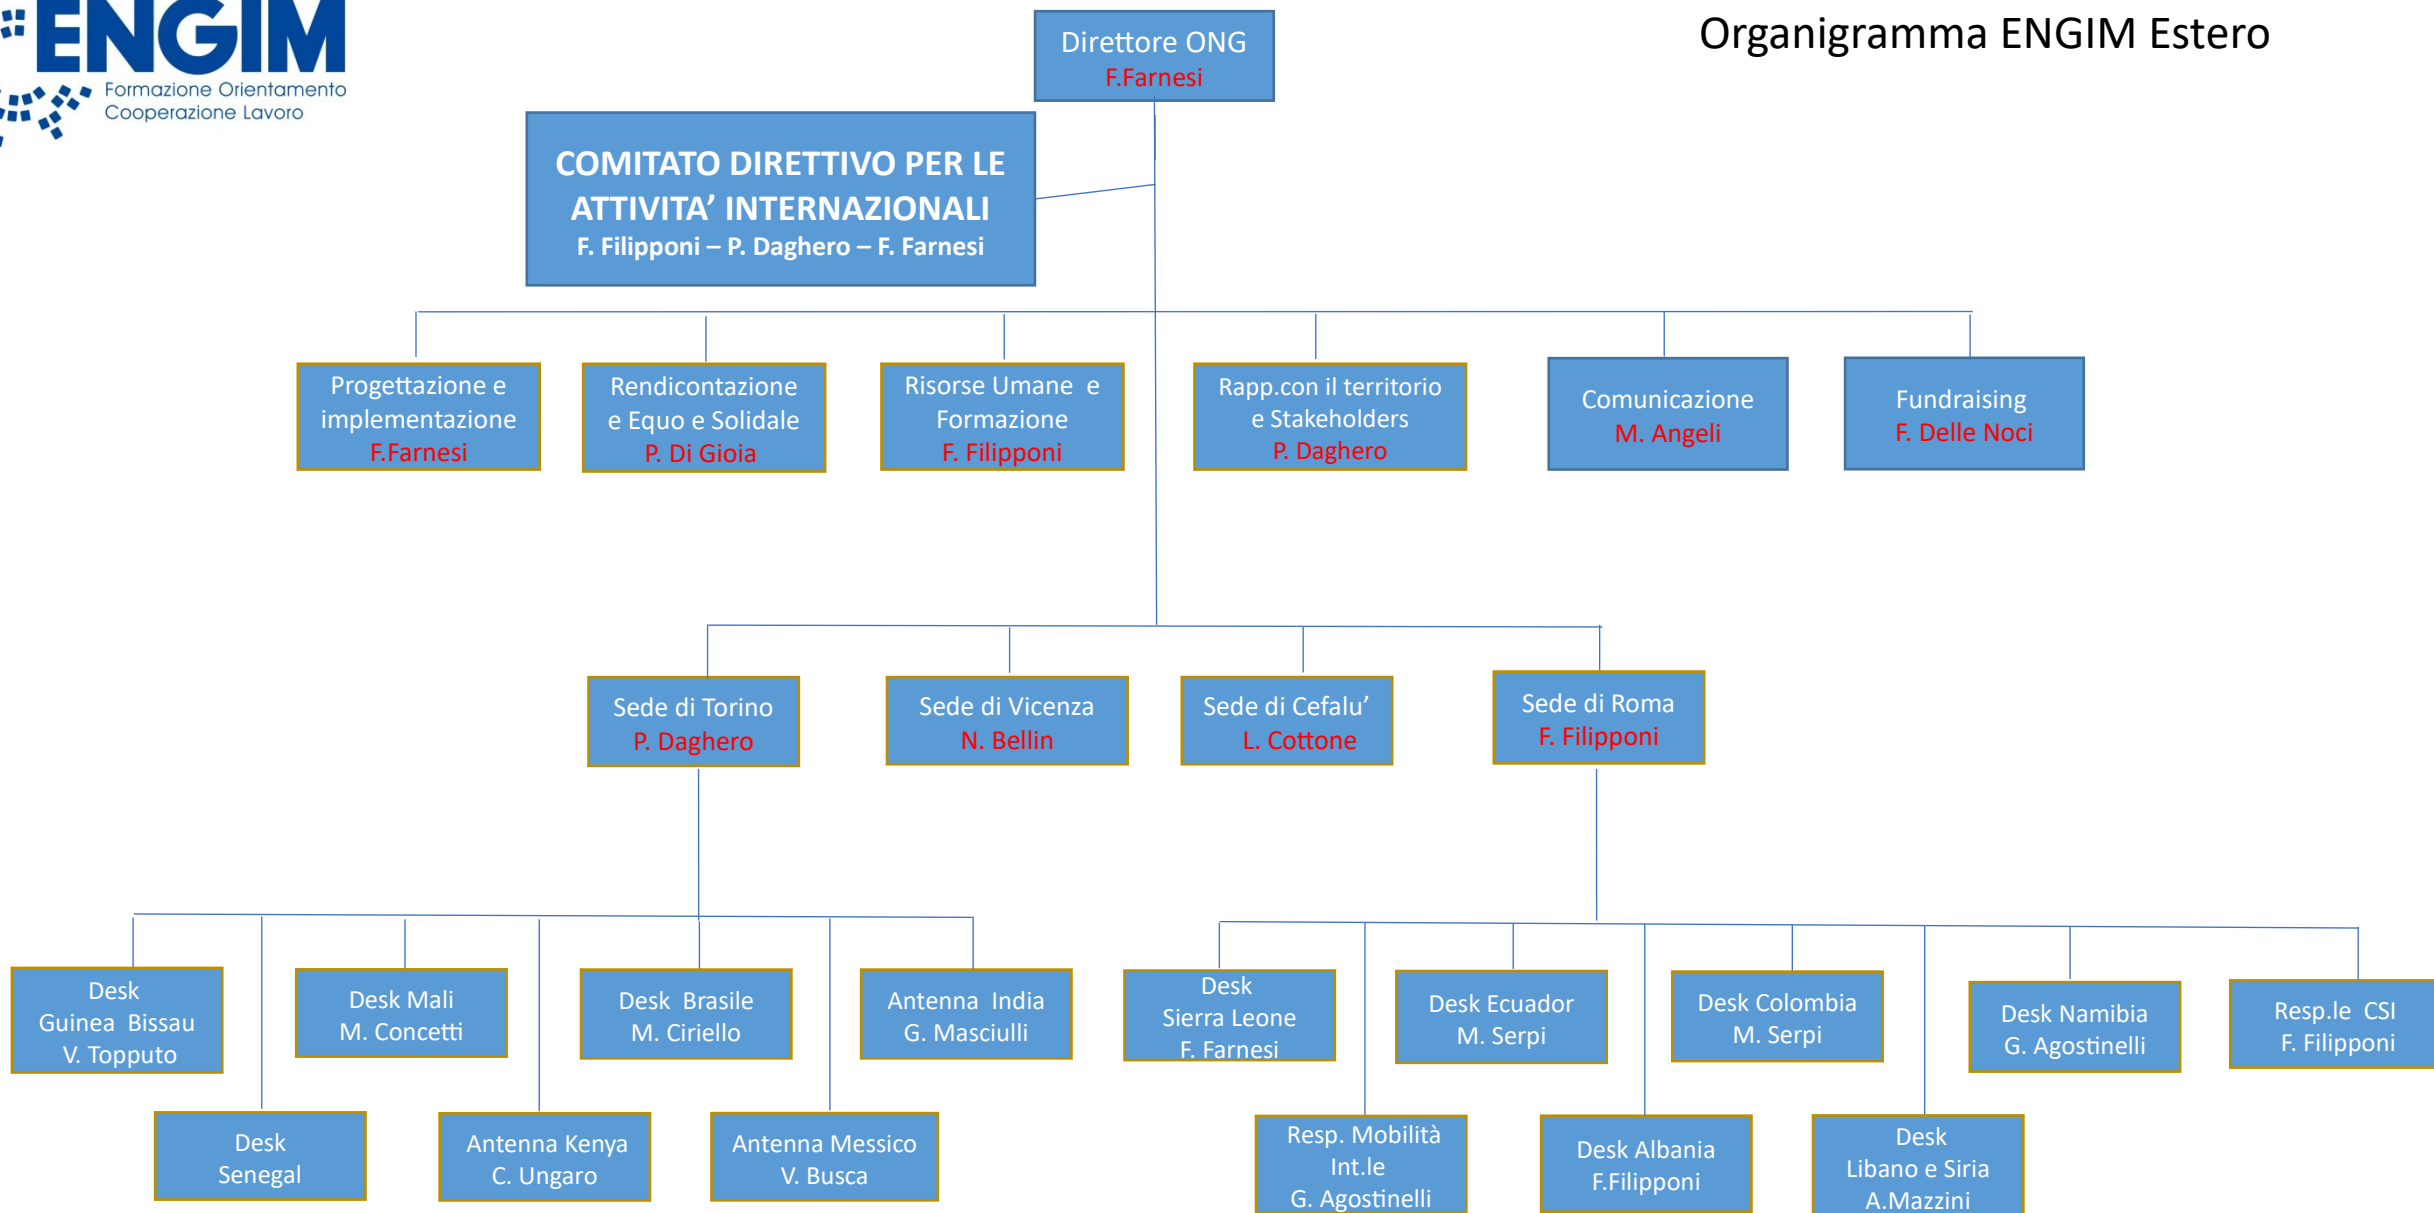 ENGIM
Formazione Orientamento
Cooperazione Lavoro
Organigramma ENGIM Estero
Direttore ONG
F.Farnesi
COMITATO DIRETTIVO PER LE
ATTIVITA’ INTERNAZIONALI
F. Filipponi – P. Daghero – F. Farnesi
Progettazione e
implementazione
F.Farnesi
Rendicontazione
e Equo e Solidale
P. Di Gioia
Risorse Umane e
Formazione
F. Filipponi
Rapp.con il territorio
e Stakeholders
P. Daghero
Comunicazione
M. Angeli
Fundraising
F. Delle Noci
Sede di Torino
P. Daghero
Sede di Vicenza
N. Bellin
Sede di Cefalu’
L. Cottone
Sede di Roma
F. Filipponi
Desk
Guinea Bissau
V. Topputo
Desk Mali
M. Concetti
Desk Brasile
M. Ciriello
Antenna India
G. Masciulli
Desk
Sierra Leone
F. Farnesi
Desk Ecuador
M. Serpi
Desk Colombia
M. Serpi
Desk Namibia
G. Agostinelli
Resp.le CSI
F. Filipponi
Desk
Senegal
Antenna Kenya
C. Ungaro
Antenna Messico
V. Busca
Resp. Mobilità
Int.le
G. Agostinelli
Desk Albania
F.Filipponi
Desk
Libano e Siria
A.Mazzini